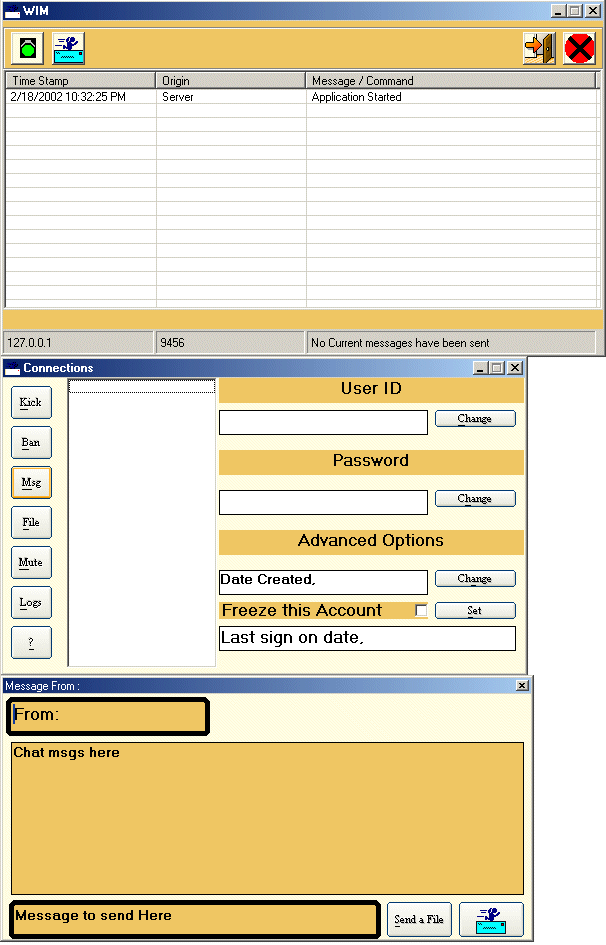 WIM
Time Stamp Origin Message / Command
2/18/2002 10:32:25 PM Server Application Started
127.0.0.1 9456 No Current messages have been sent
Connections
Kick
Ban
Msg
File
Mute
Logs
?
User ID
Change
Password
Change
Advanced Options
Date Created, Change
Freeze this Account Set
Last sign on date,
Message From :
From:
Chat msgs here
Message to send Here Send a File